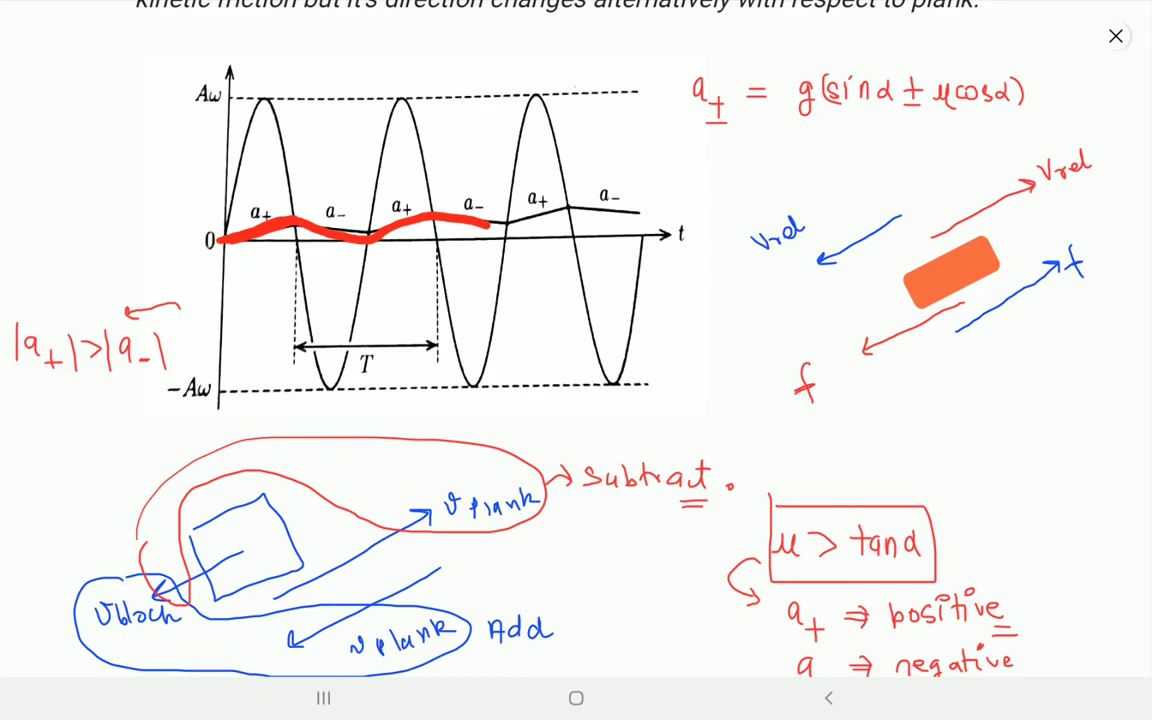 kinetic friction but it's direction changes alternatively with respect to plank.
Aω
a± = g(sinα ± μcosα)
Vrel
a+ a- a+ a- a+ a-
Vrel
0
t
f
|a+|>|a-|
T
f
-Aω
v plank
→ subtract.
μ > tanα
vblock
v plank
Add
a+ ⇒ positive
a ⇒ negative